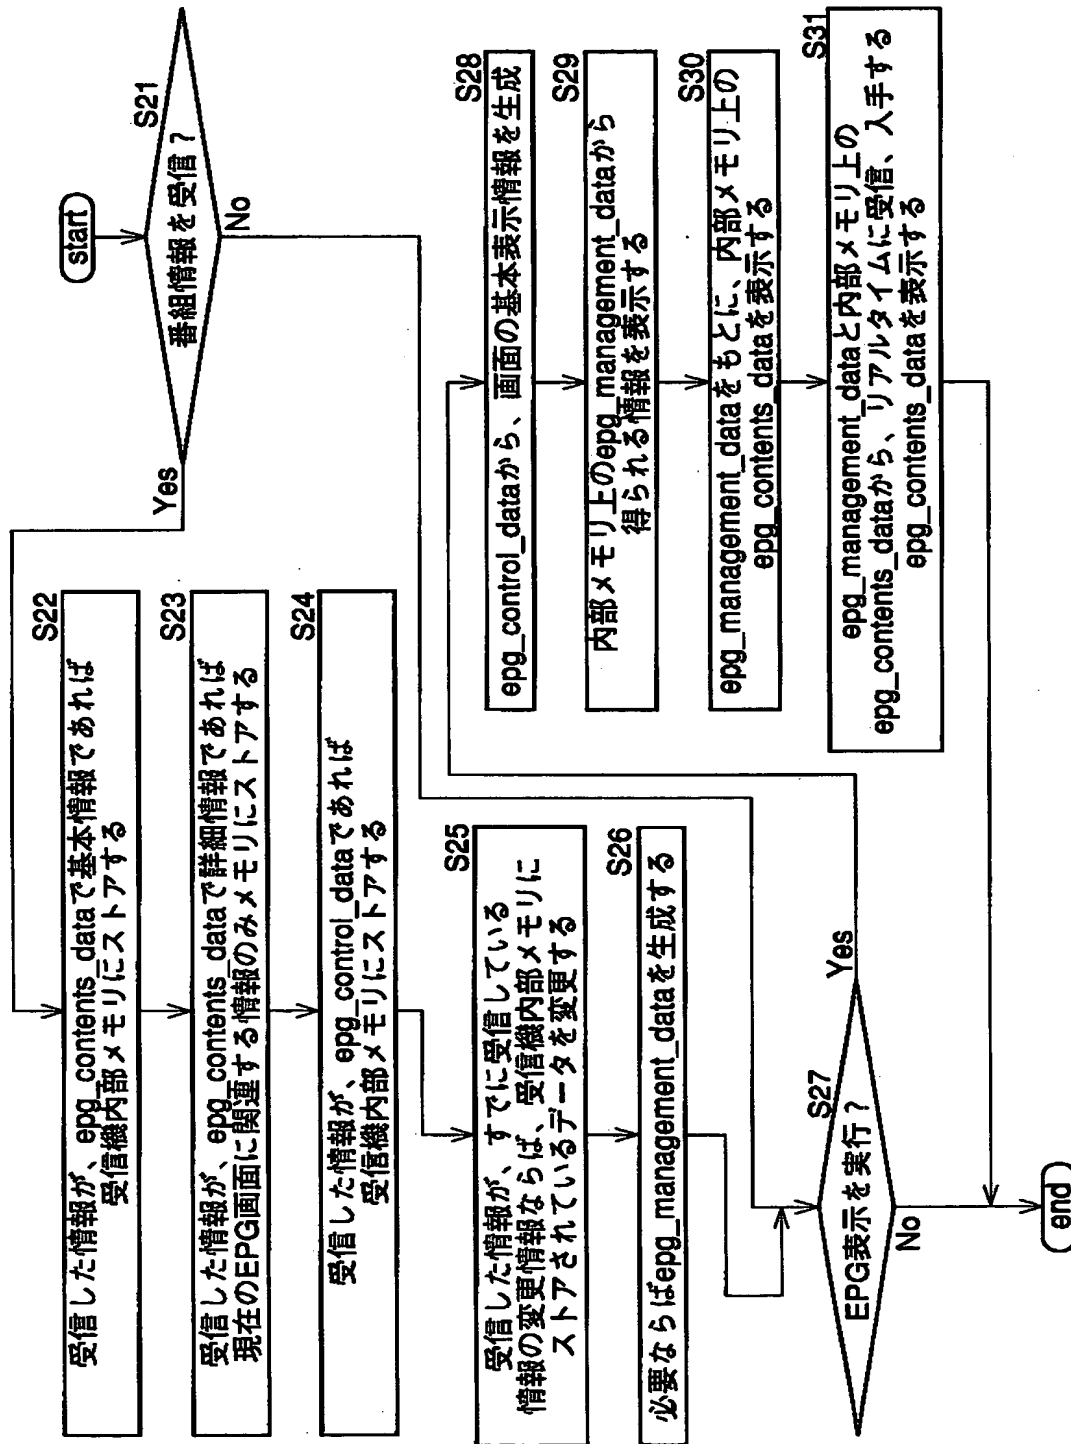 start
S21
番組情報を受信？
Yes
No
S22
受信した情報が、epg_contents_dataで基本情報であれば
受信機内部メモリにストアする
S23
受信した情報が、epg_contents_dataで詳細情報であれば
現在のEPG画面に関連する情報のみメモリにストアする
S24
受信した情報が、epg_control_dataであれば
受信機内部メモリにストアする
S25
受信した情報が、すでに受信している
情報の変更情報ならば、受信機内部メモリに
ストアされているデータを変更する
S26
必要ならばepg_management_dataを生成する
S27
EPG表示を実行？
Yes
No
S28
epg_control_dataから、画面の基本表示情報を生成
S29
内部メモリ上のepg_management_dataから
得られる情報を表示する
S30
epg_management_dataをもとに、内部メモリ上の
epg_contents_dataを表示する
S31
epg_management_dataと内部メモリ上の
epg_contents_dataから、リアルタイムに受信、入手する
epg_contents_dataを表示する
end